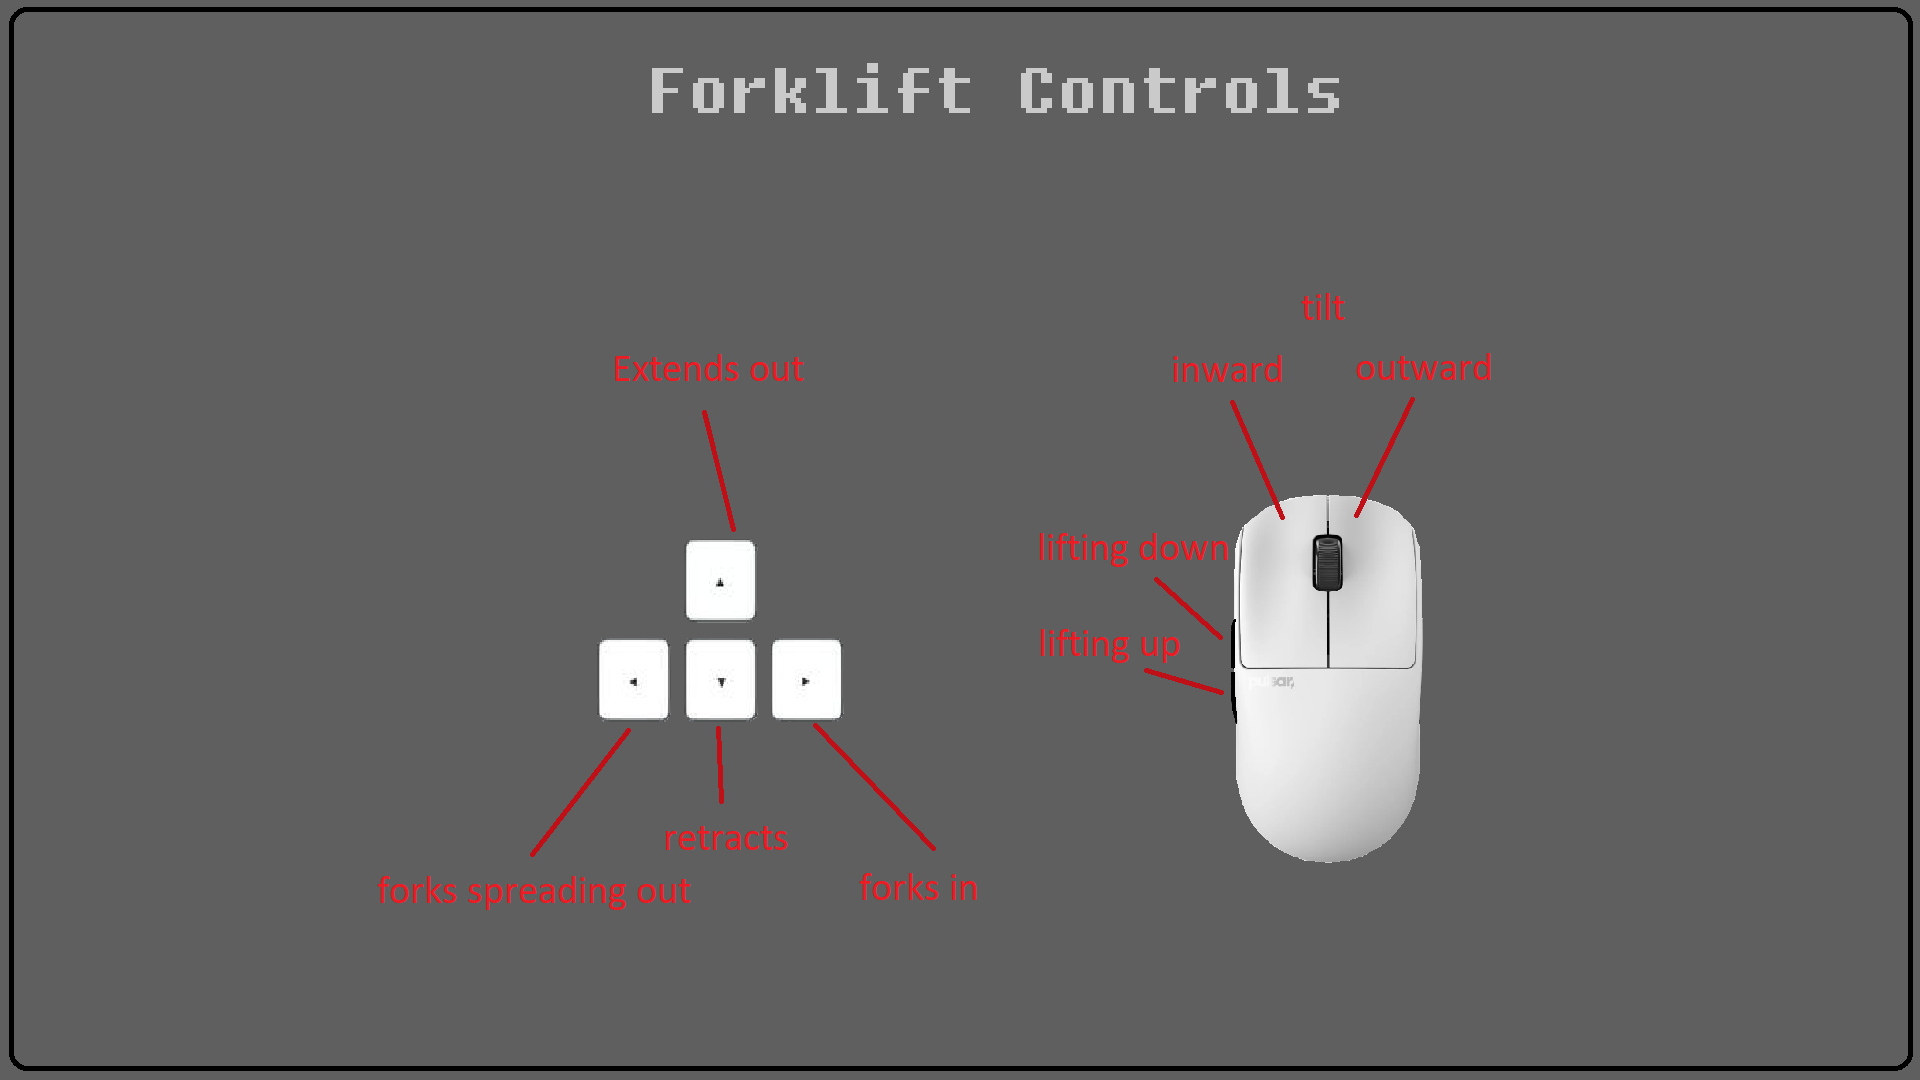 Forklift Controls
tilt
Extends out
inward
outward
lifting down
lifting up
pulsar,
retracts
forks spreading out
forks in